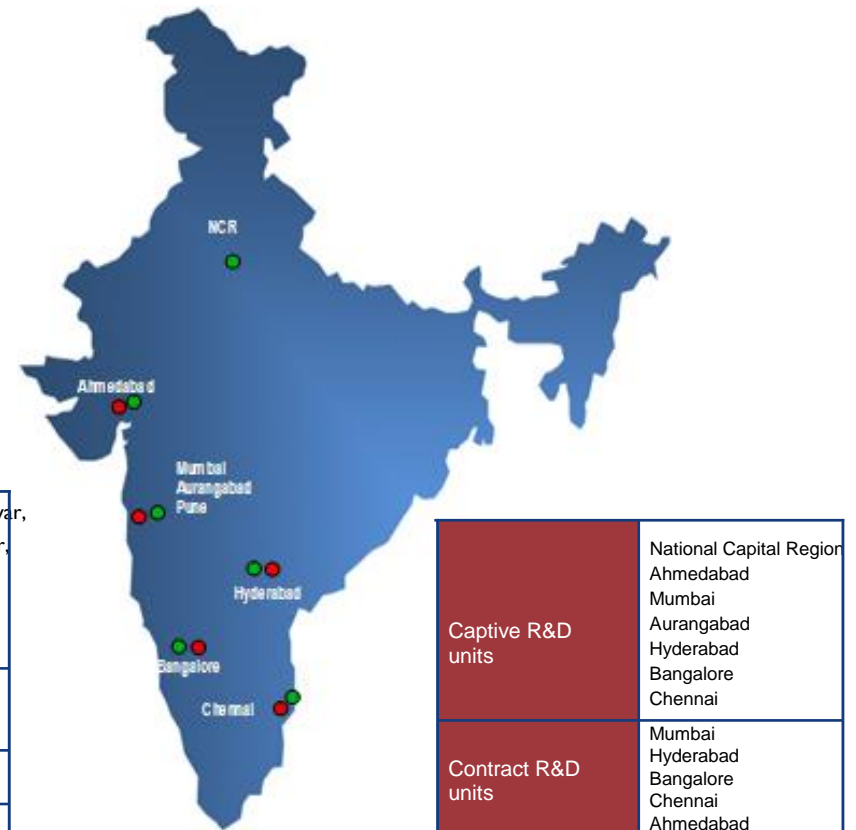 NCR
Ahmedabad
Mumbai
Aurangabad
Pune
Hyderabad
Bangalore
Chennai
Captive R&D
units
National Capital Region
Ahmedabad
Mumbai
Aurangabad
Hyderabad
Bangalore
Chennai
Contract R&D
units
Mumbai
Hyderabad
Bangalore
Chennai
Ahmedabad